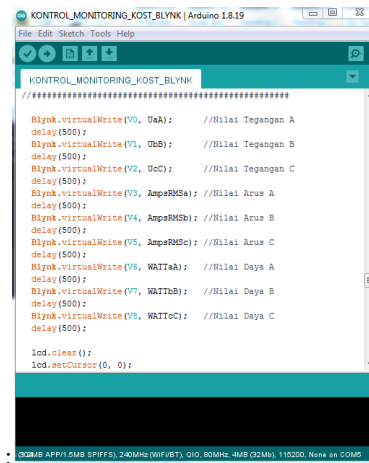 KONTROL_MONITORING_KOST_BLYNK | Arduino 1.8.19
File Edit Sketch Tools Help
KONTROL_MONITORING_KOST_BLYNK
//##################################################
Blynk.virtualWrite(V0, UaA); //Nilai Tegangan A
delay(500);
Blynk.virtualWrite(V1, UbB); //Nilai Tegangan B
delay(500);
Blynk.virtualWrite(V2, UcC); //Nilai Tegangan C
delay(500);
Blynk.virtualWrite(V3, AmpsRMSa); //Nilai Arus A
delay(500);
Blynk.virtualWrite(V4, AmpsRMSb); //Nilai Arus B
delay(500);
Blynk.virtualWrite(V5, AmpsRMSc); //Nilai Arus C
delay(500);
Blynk.virtualWrite(V6, WATTaA); //Nilai Daya A
delay(500);
Blynk.virtualWrite(V7, WATTbB); //Nilai Daya B
delay(500);
Blynk.virtualWrite(V8, WATTcC); //Nilai Daya C
delay(500);
lcd.clear();
lcd.setCursor(0, 0);
APP/1.5MB SPIFFS), 240MHz (WiFi/BT), QIO, 80MHz, 4MB (32Mb), 115200, None on COM5